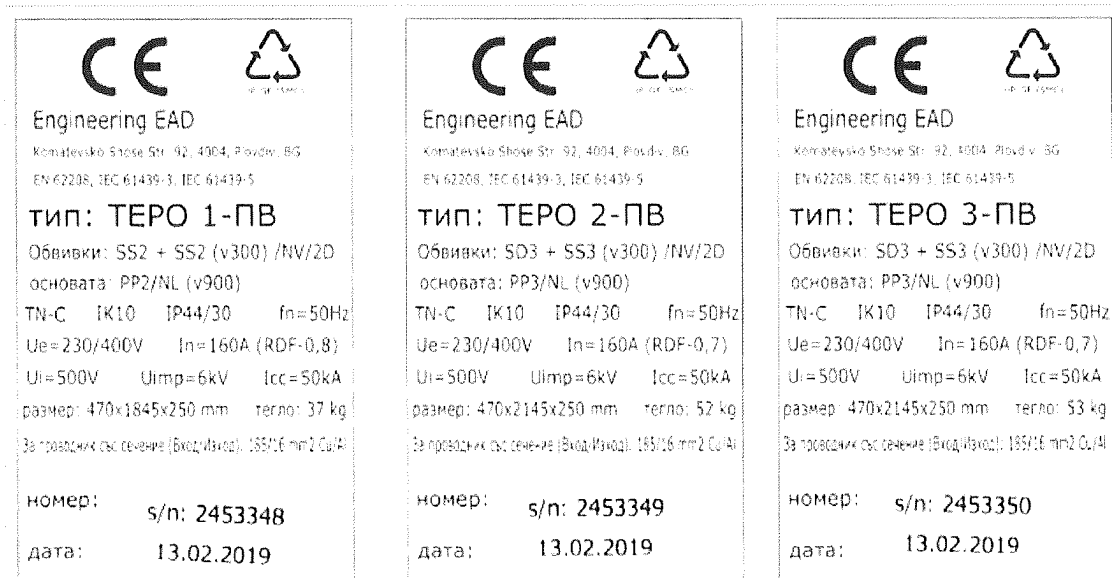 CE
Engineering EAD
Komatevsko Shose Str. 92, 4004, Plovdiv, BG
EN 62208, IEC 61439-3, IEC 61439-5
тип: ТЕРО 1-ПВ
Обвивки: SS2 + SS2 (v300) /NV/2D
основата: PP2/NL (v900)
TN-C IK10 IP44/30 fn=50Hz
Ue=230/400V In=160A (RDF-0,8)
Ui=500V Uimp=6kV Icc=50kA
размер: 470x1845x250 mm тегло: 37 kg
За проводник със сечение (Вход/Изход): 185/16 mm2 Cu/Al
номер: s/n: 2453348
дата: 13.02.2019
CE
Engineering EAD
Komatevsko Shose Str. 92, 4004, Plovdiv, BG
EN 62208, IEC 61439-3, IEC 61439-5
тип: ТЕРО 2-ПВ
Обвивки: SD3 + SS3 (v300) /NV/2D
основата: PP3/NL (v900)
TN-C IK10 IP44/30 fn=50Hz
Ue=230/400V In=160A (RDF-0,7)
Ui=500V Uimp=6kV Icc=50kA
размер: 470x2145x250 mm тегло: 52 kg
За проводник със сечение (Вход/Изход): 185/16 mm2 Cu/Al
номер: s/n: 2453349
дата: 13.02.2019
CE
Engineering EAD
Komatevsko Shose Str. 92, 4004, Plovdiv, BG
EN 62208, IEC 61439-3, IEC 61439-5
тип: ТЕРО 3-ПВ
Обвивки: SD3 + SS3 (v300) /NV/2D
основата: PP3/NL (v900)
TN-C IK10 IP44/30 fn=50Hz
Ue=230/400V In=160A (RDF-0,7)
Ui=500V Uimp=6kV Icc=50kA
размер: 470x2145x250 mm тегло: 53 kg
За проводник със сечение (Вход/Изход): 185/16 mm2 Cu/Al
номер: s/n: 2453350
дата: 13.02.2019